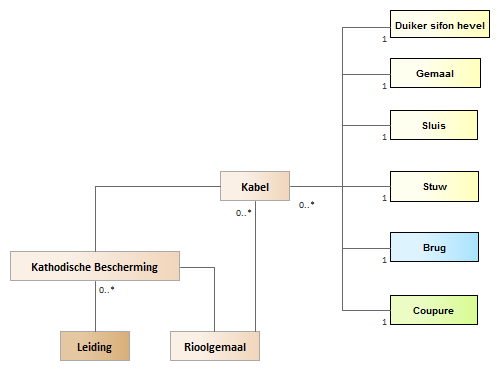 Duiker sifon hevel
1
Gemaal
1
Sluis
1
Kabel
0..*
0..*
Stuw
1
Brug
1
Kathodische Bescherming
0..*
Coupure
1
Leiding
Rioolgemaal